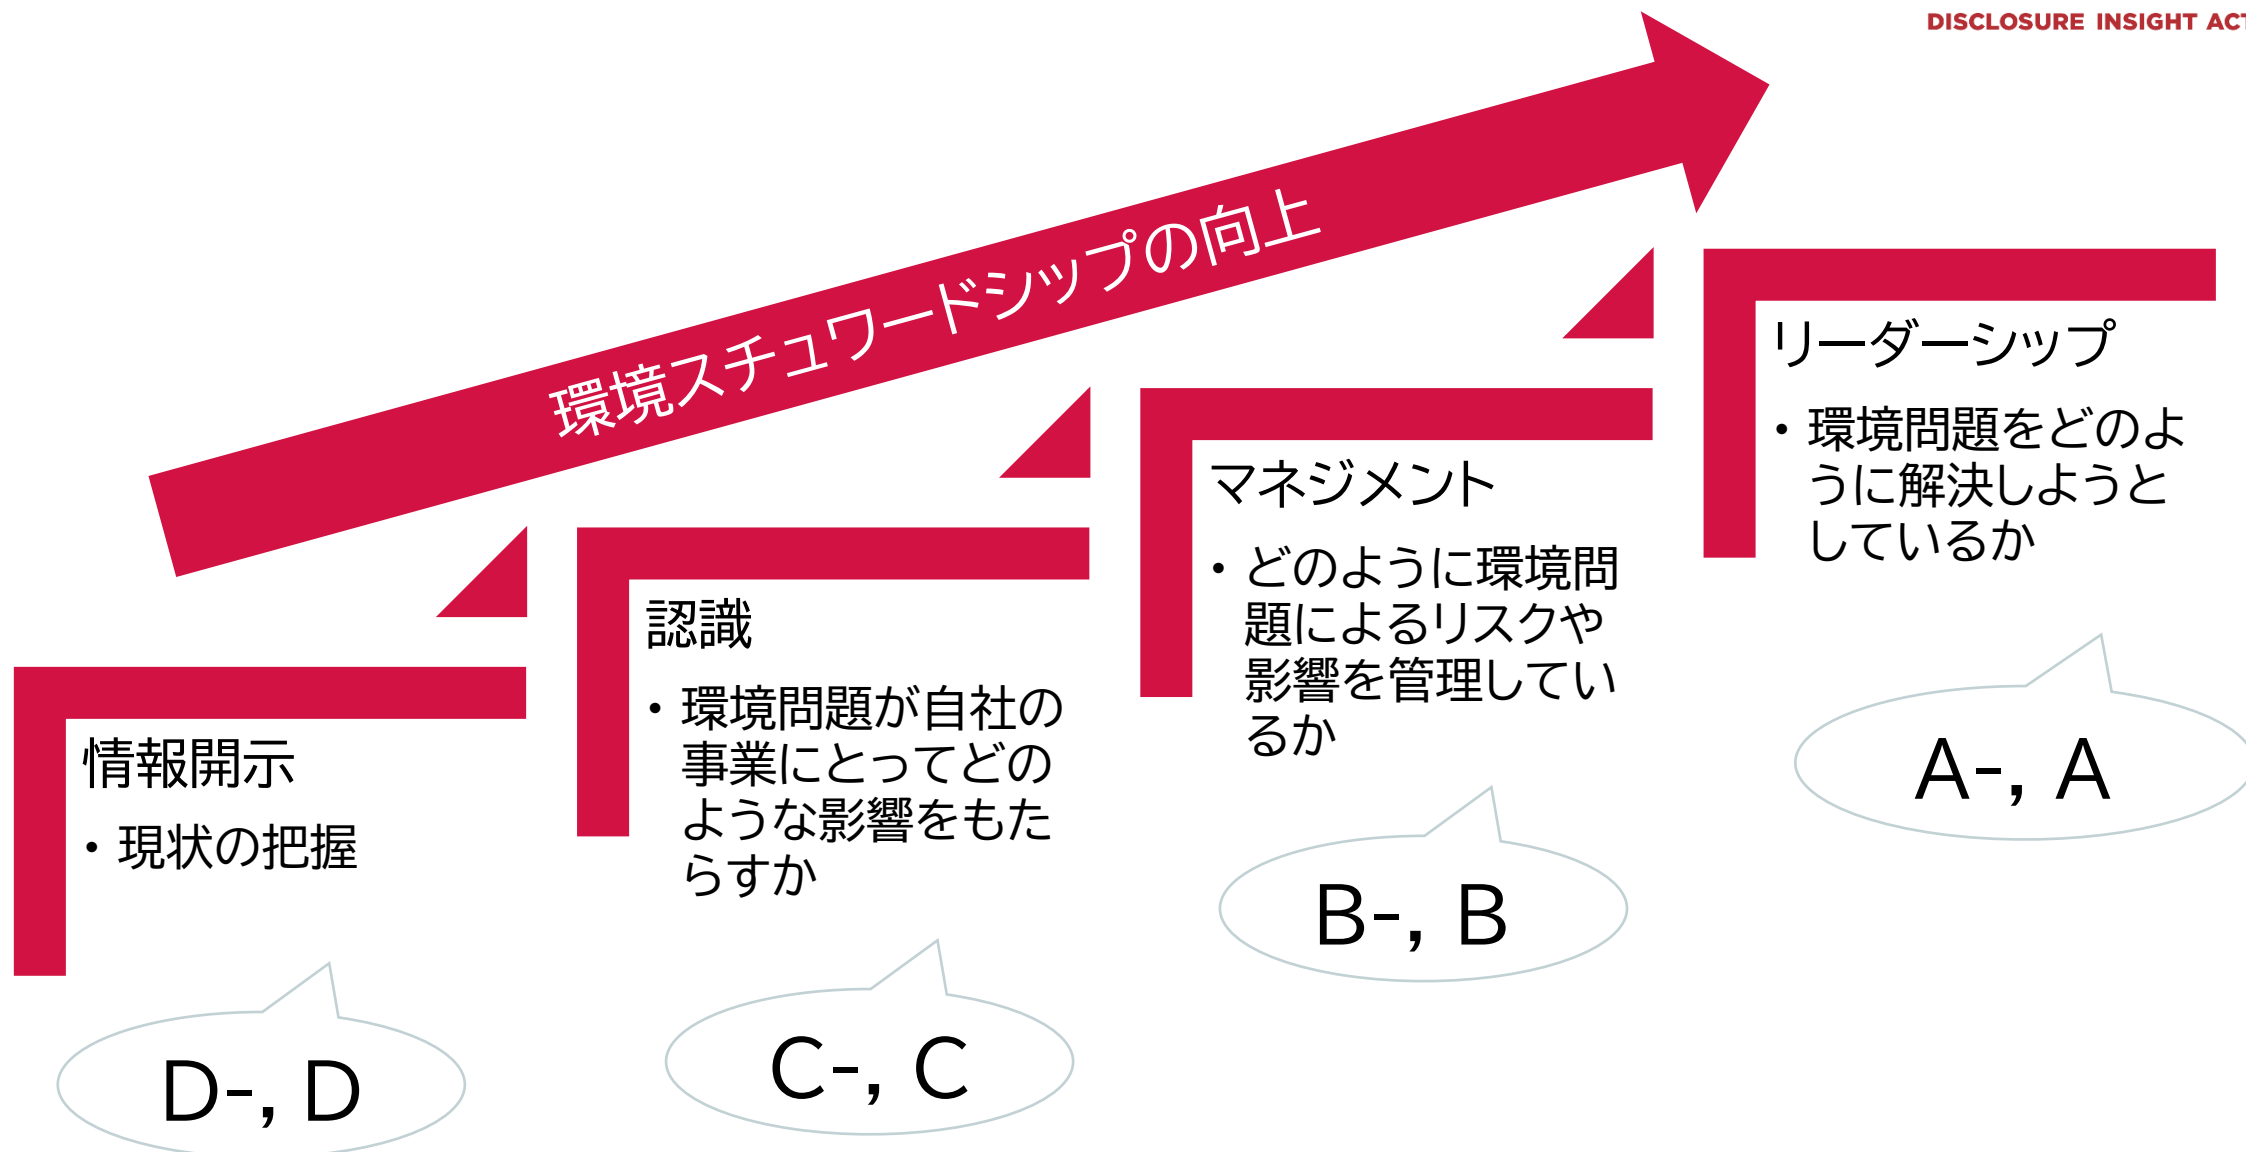 DISCLOSURE INSIGHT
環境スチュワードシップの向上
情報開示
・現状の把握
D-, D
認識
・環境問題が自社の
事業にとってどの
ような影響をもた
らすか
C-, C
マネジメント
・どのように環境問
題によるリスクや
影響を管理してい
るか
B-, B
リーダーシップ
・環境問題をどのよ
うに解決しようと
しているか
A-, A